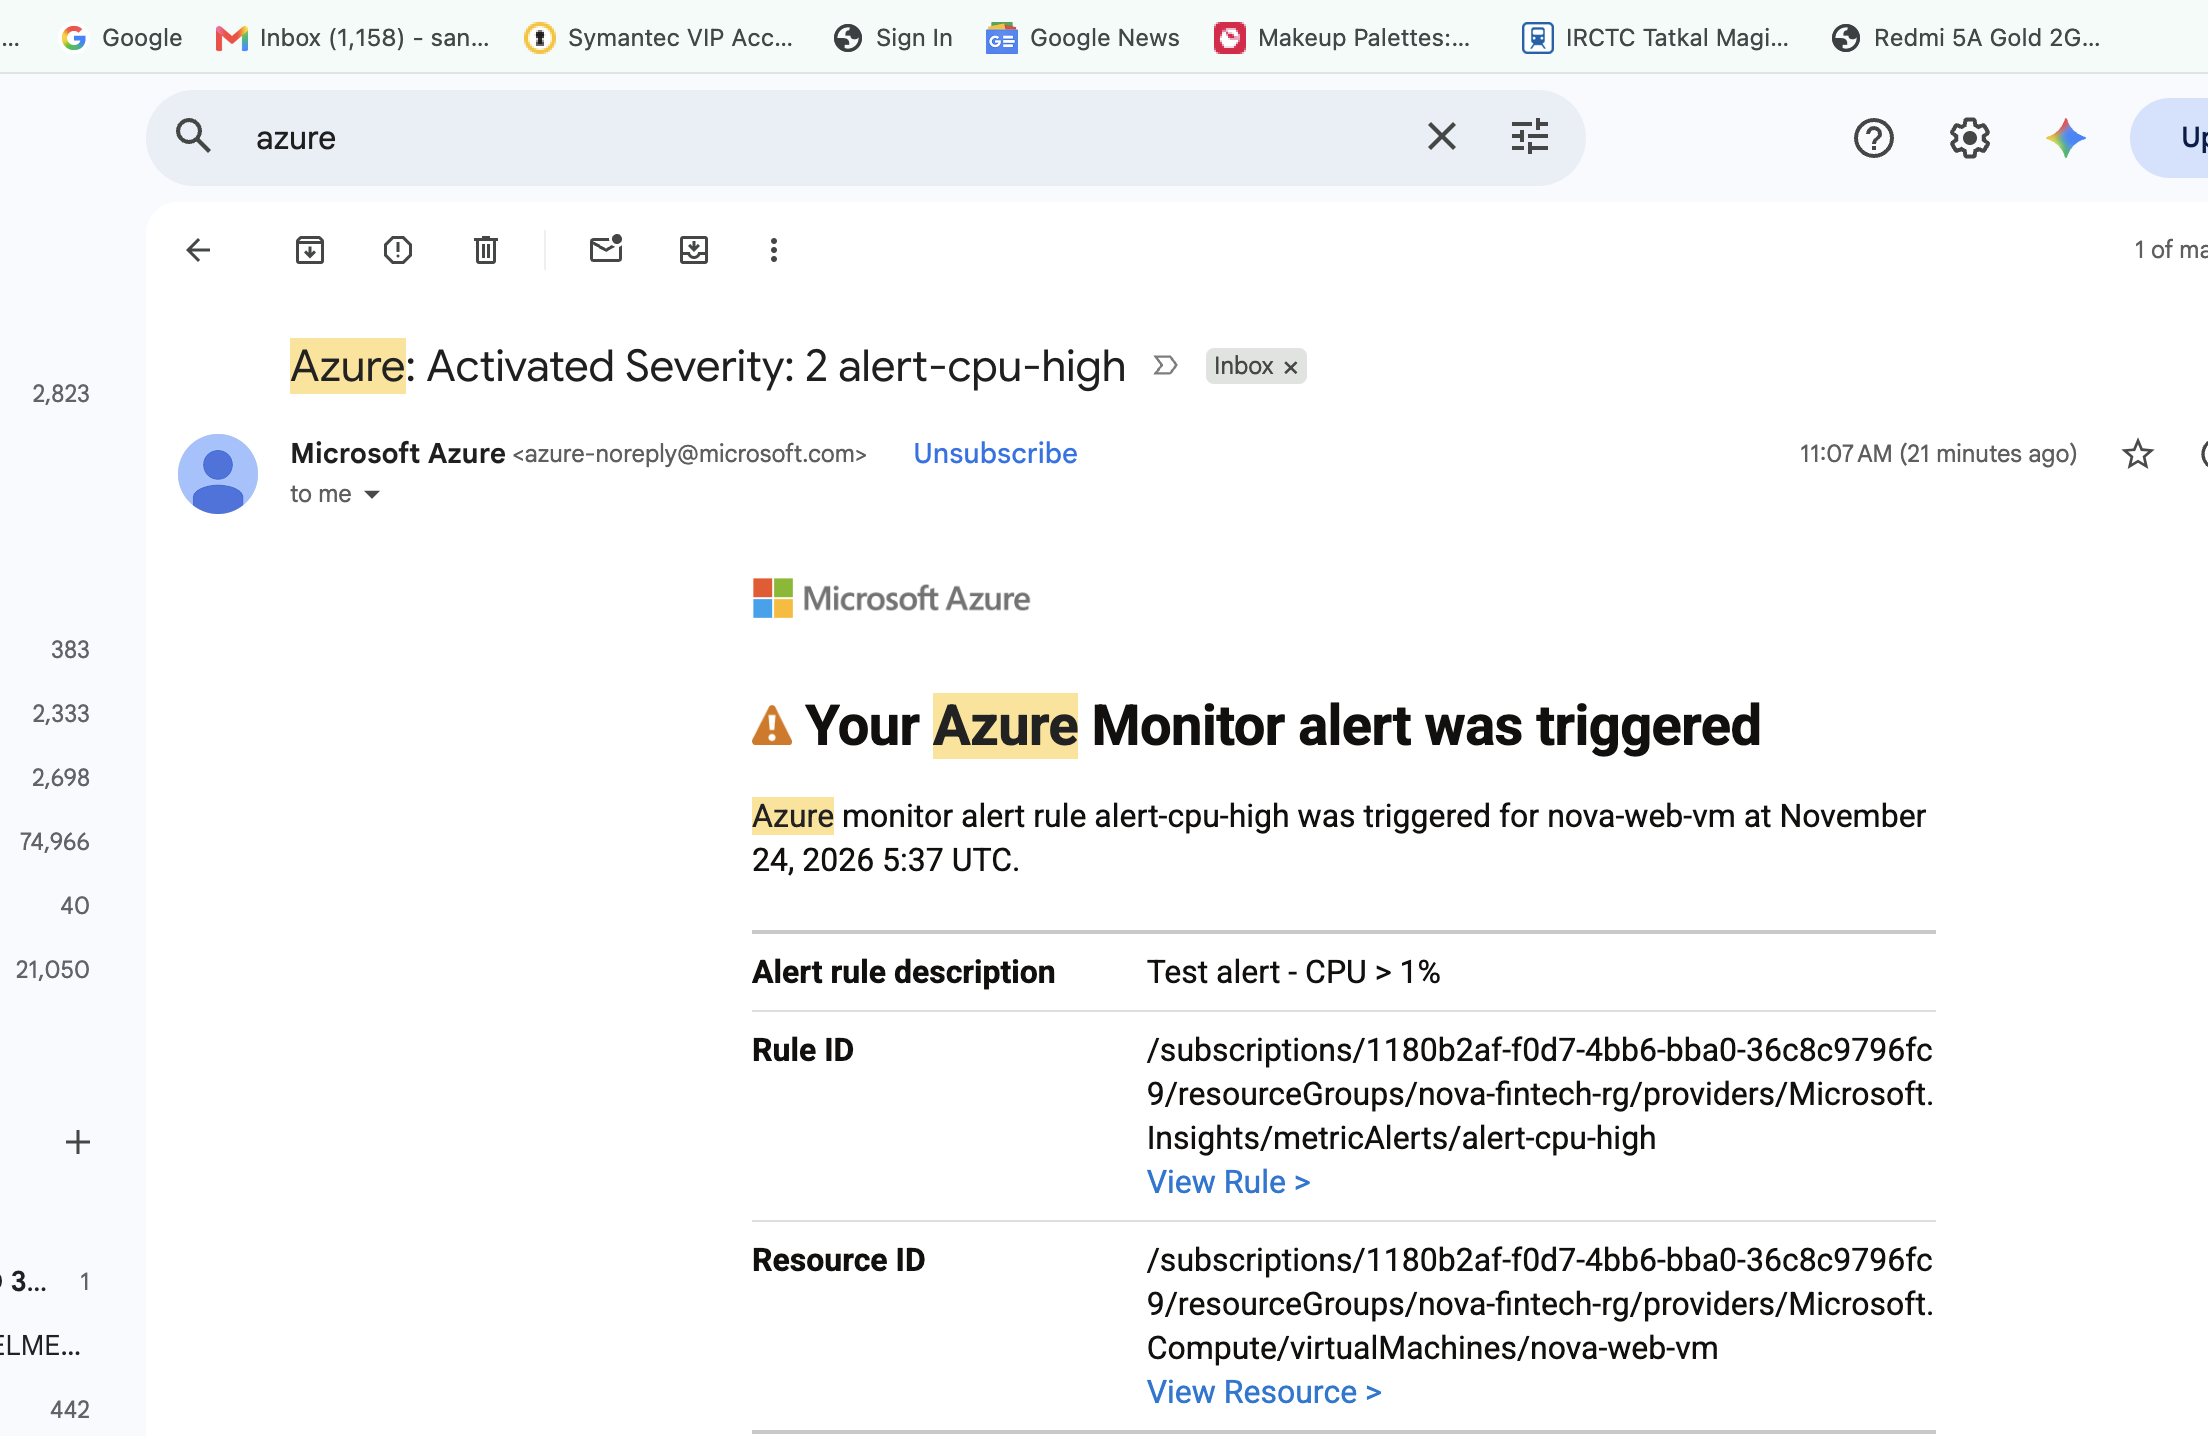 ...
Google
Inbox (1,158) - san...
Symantec VIP Acc...
Sign In
Google News
Makeup Palettes:...
IRCTC Tatkal Magi...
Redmi 5A Gold 2G...
azure
1 of
Azure: Activated Severity: 2 alert-cpu-high
Inbox ×
Microsoft Azure <azure-noreply@microsoft.com>
Unsubscribe
11:07 AM (21 minutes ago)
to me
2,823
383
2,333
2,698
74,966
40
21,050
+
3... 1
442
Microsoft Azure
Your Azure Monitor alert was triggered
Azure monitor alert rule alert-cpu-high was triggered for nova-web-vm at November
24, 2026 5:37 UTC.
Alert rule description
Test alert - CPU > 1%
Rule ID
/subscriptions/1180b2af-f0d7-4bb6-bba0-36c8c9796fc
9/resourceGroups/nova-fintech-rg/providers/Microsoft.
Insights/metricAlerts/alert-cpu-high
View Rule >
Resource ID
/subscriptions/1180b2af-f0d7-4bb6-bba0-36c8c9796fc
9/resourceGroups/nova-fintech-rg/providers/Microsoft.
Compute/virtualMachines/nova-web-vm
View Resource >